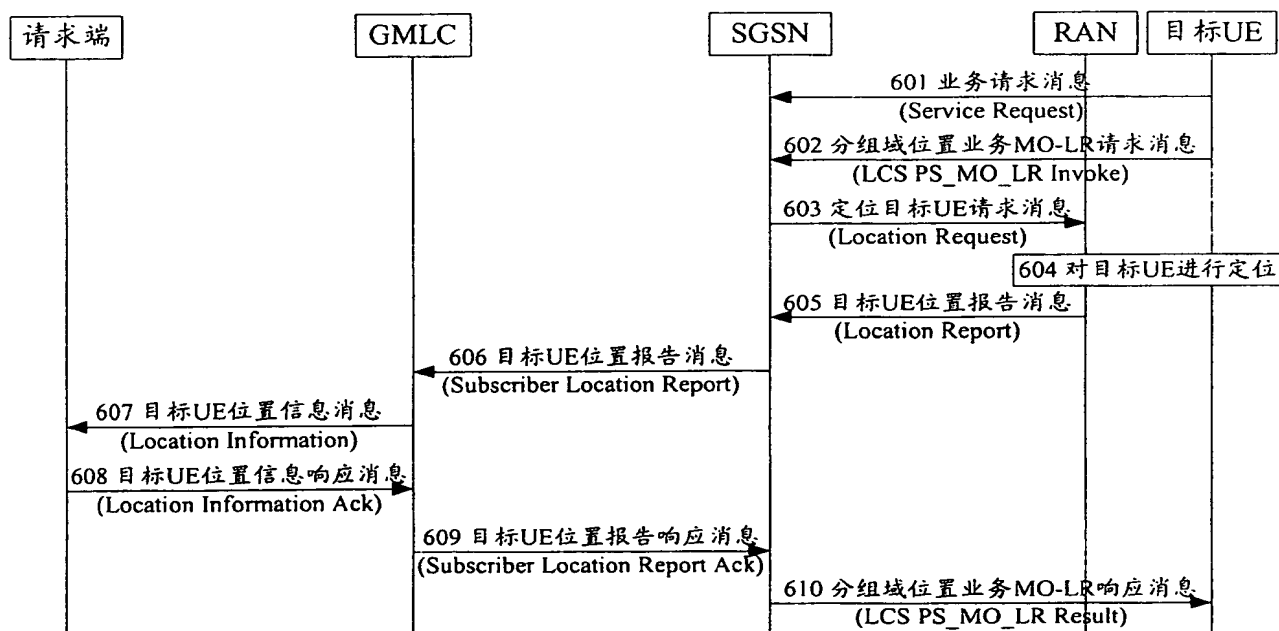 请求端
GMLC
SGSN
RAN
目标UE
601 业务请求消息
(Service Request)
602 分组域位置业务MO-LR请求消息
(LCS PS_MO_LR Invoke)
603 定位目标UE请求消息
(Location Request)
604 对目标UE进行定位
605 目标UE位置报告消息
(Location Report)
606 目标UE位置报告消息
(Subscriber Location Report)
607 目标UE位置信息消息
(Location Information)
608 目标UE位置信息响应消息
(Location Information Ack)
609 目标UE位置报告响应消息
(Subscriber Location Report Ack)
610 分组域位置业务MO-LR响应消息
(LCS PS_MO_LR Result)